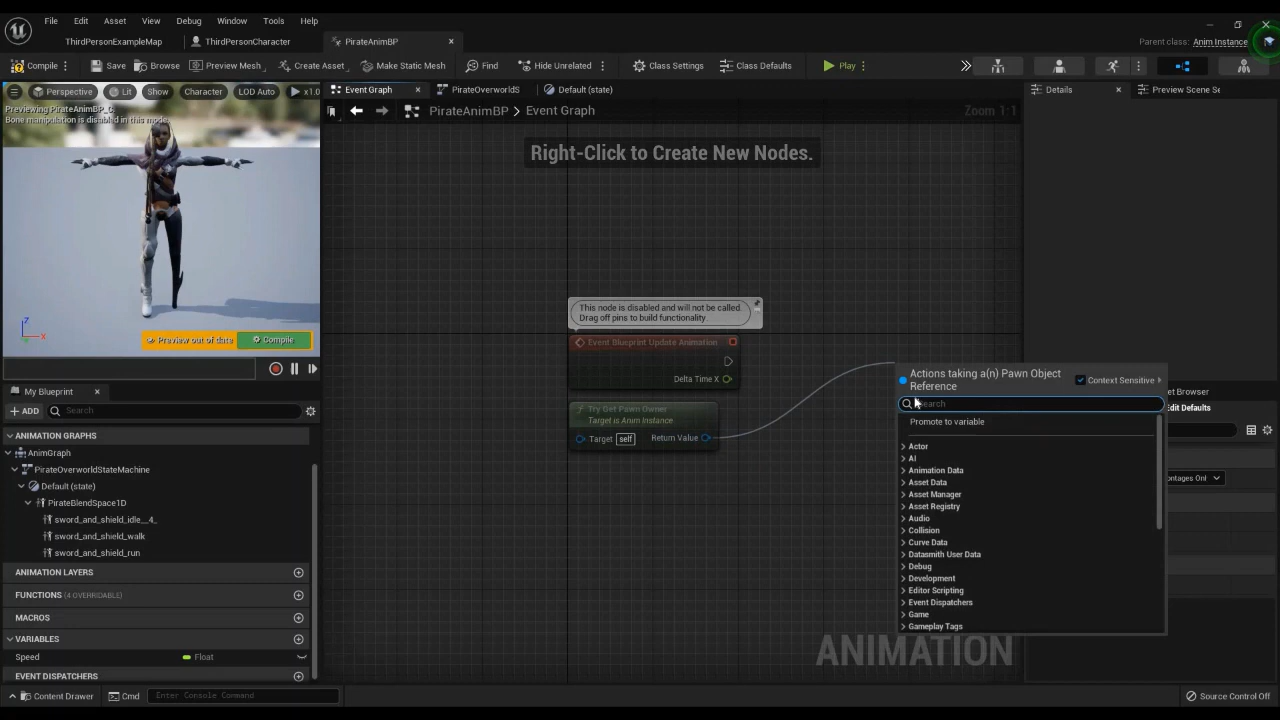 File Edit Asset View Debug Window Tools Help
ThirdPersonExampleMap ThirdPersonCharacter PirateAnimBP
Parent class: Anim Instance
Compile Save Browse Preview Mesh Create Asset Make Static Mesh Find Hide Unrelated Class Settings Class Defaults Play
Perspective Lit Show Character LOD Auto x1.0
Previewing PirateAnimBP_C.
Bone manipulation is disabled in this mode.
Preview out of date Compile
My Blueprint
ADD Search
ANIMATION GRAPHS
AnimGraph
PirateOverworldStateMachine
Default (state)
PirateBlendSpace1D
sword_and_shield_idle__4_
sword_and_shield_walk
sword_and_shield_run
ANIMATION LAYERS
FUNCTIONS (4 OVERRIDABLE)
MACROS
VARIABLES
Speed Float
EVENT DISPATCHERS
Event Graph PirateOverworldS Default (state)
PirateAnimBP > Event Graph Zoom 1:1
Right-Click to Create New Nodes.
This node is disabled and will not be called.
Drag off pins to build functionality.
Event Blueprint Update Animation
Delta Time X
Try Get Pawn Owner
Target is Anim Instance
Target self Return Value
Actions taking a(n) Pawn Object
Reference
Context Sensitive
Search
Promote to variable
Actor
AI
Animation Data
Asset Data
Asset Manager
Asset Registry
Audio
Collision
Curve Data
Datasmith User Data
Debug
Development
Editor Scripting
Event Dispatchers
Game
Gameplay Tags
ANIMATION
Details Preview Scene Se
et Browser
Edit Defaults
ontages Onl
Content Drawer Cmd Enter Console Command Source Control Off